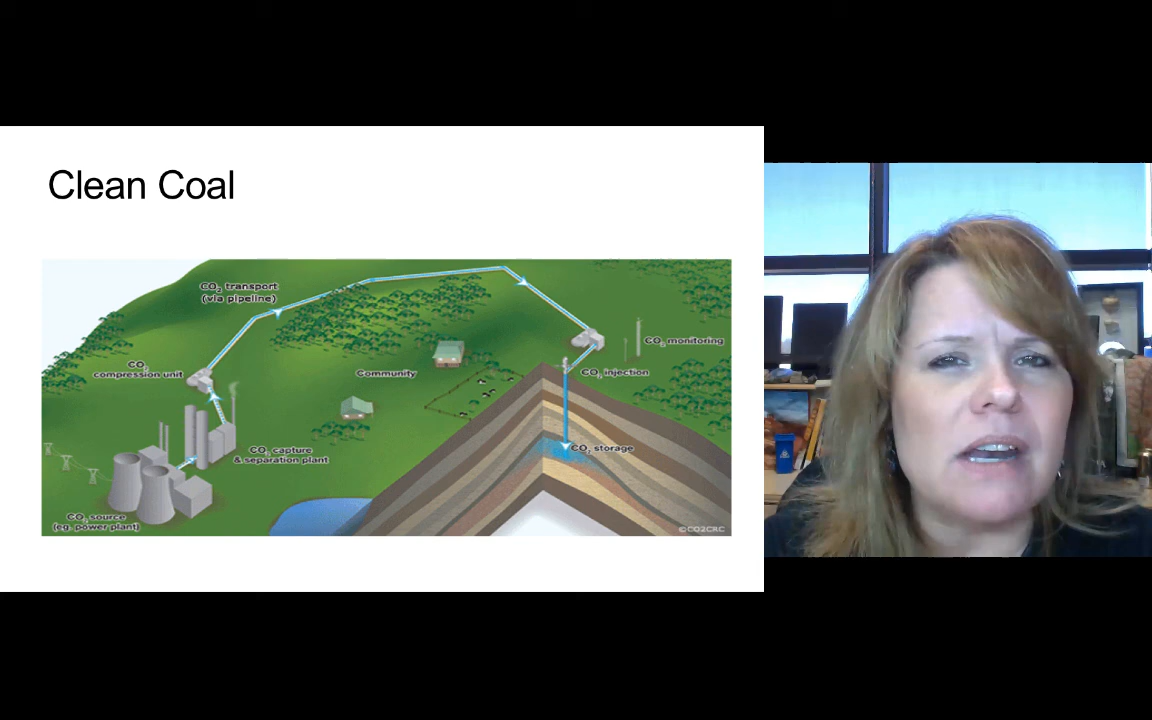 Clean Coal
CO2 transport
(via pipeline)
CO2
compression unit
Community
CO2 monitoring
CO2 injection
CO2 capture
& separation plant
CO2 storage
CO2 source
(eg. power plant)
©CO2CRC